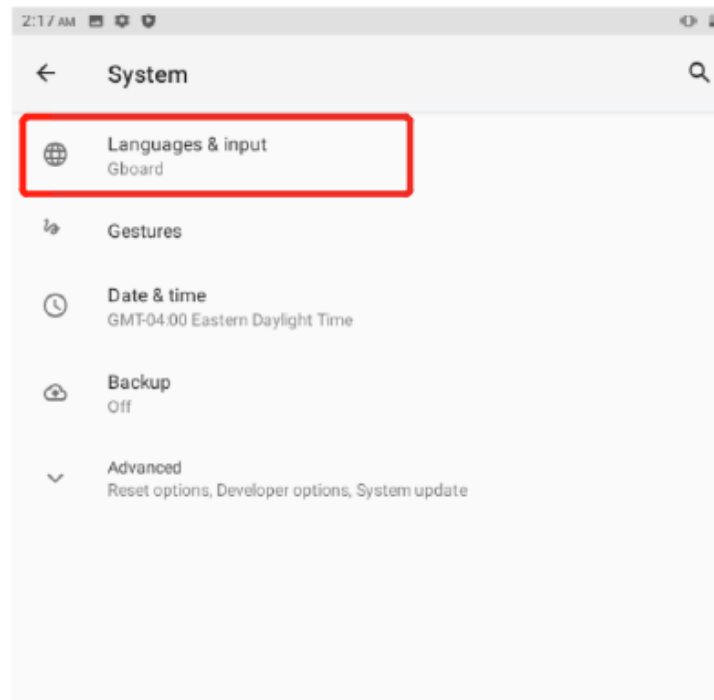 2:17 AM
System
Languages & input
Gboard
Gestures
Date & time
GMT-04:00 Eastern Daylight Time
Backup
Off
Advanced
Reset options, Developer options, System update